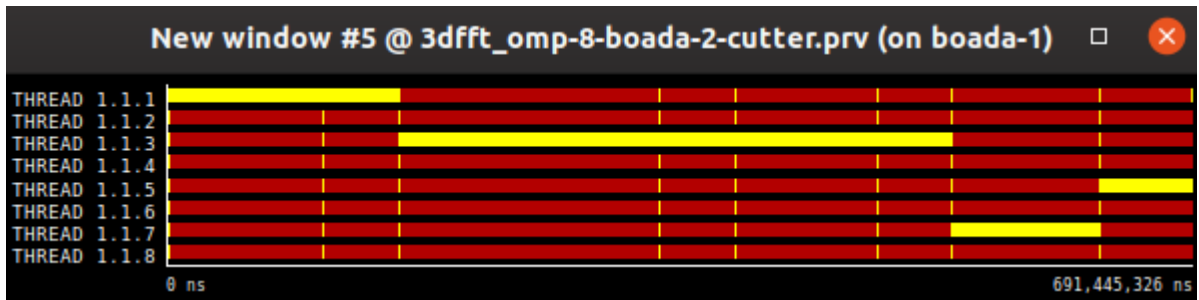 New window #5 @ 3dfft_omp-8-boada-2-cutter.prv (on boada-1)
THREAD 1.1.1
THREAD 1.1.2
THREAD 1.1.3
THREAD 1.1.4
THREAD 1.1.5
THREAD 1.1.6
THREAD 1.1.7
THREAD 1.1.8
0 ns 691,445,326 ns